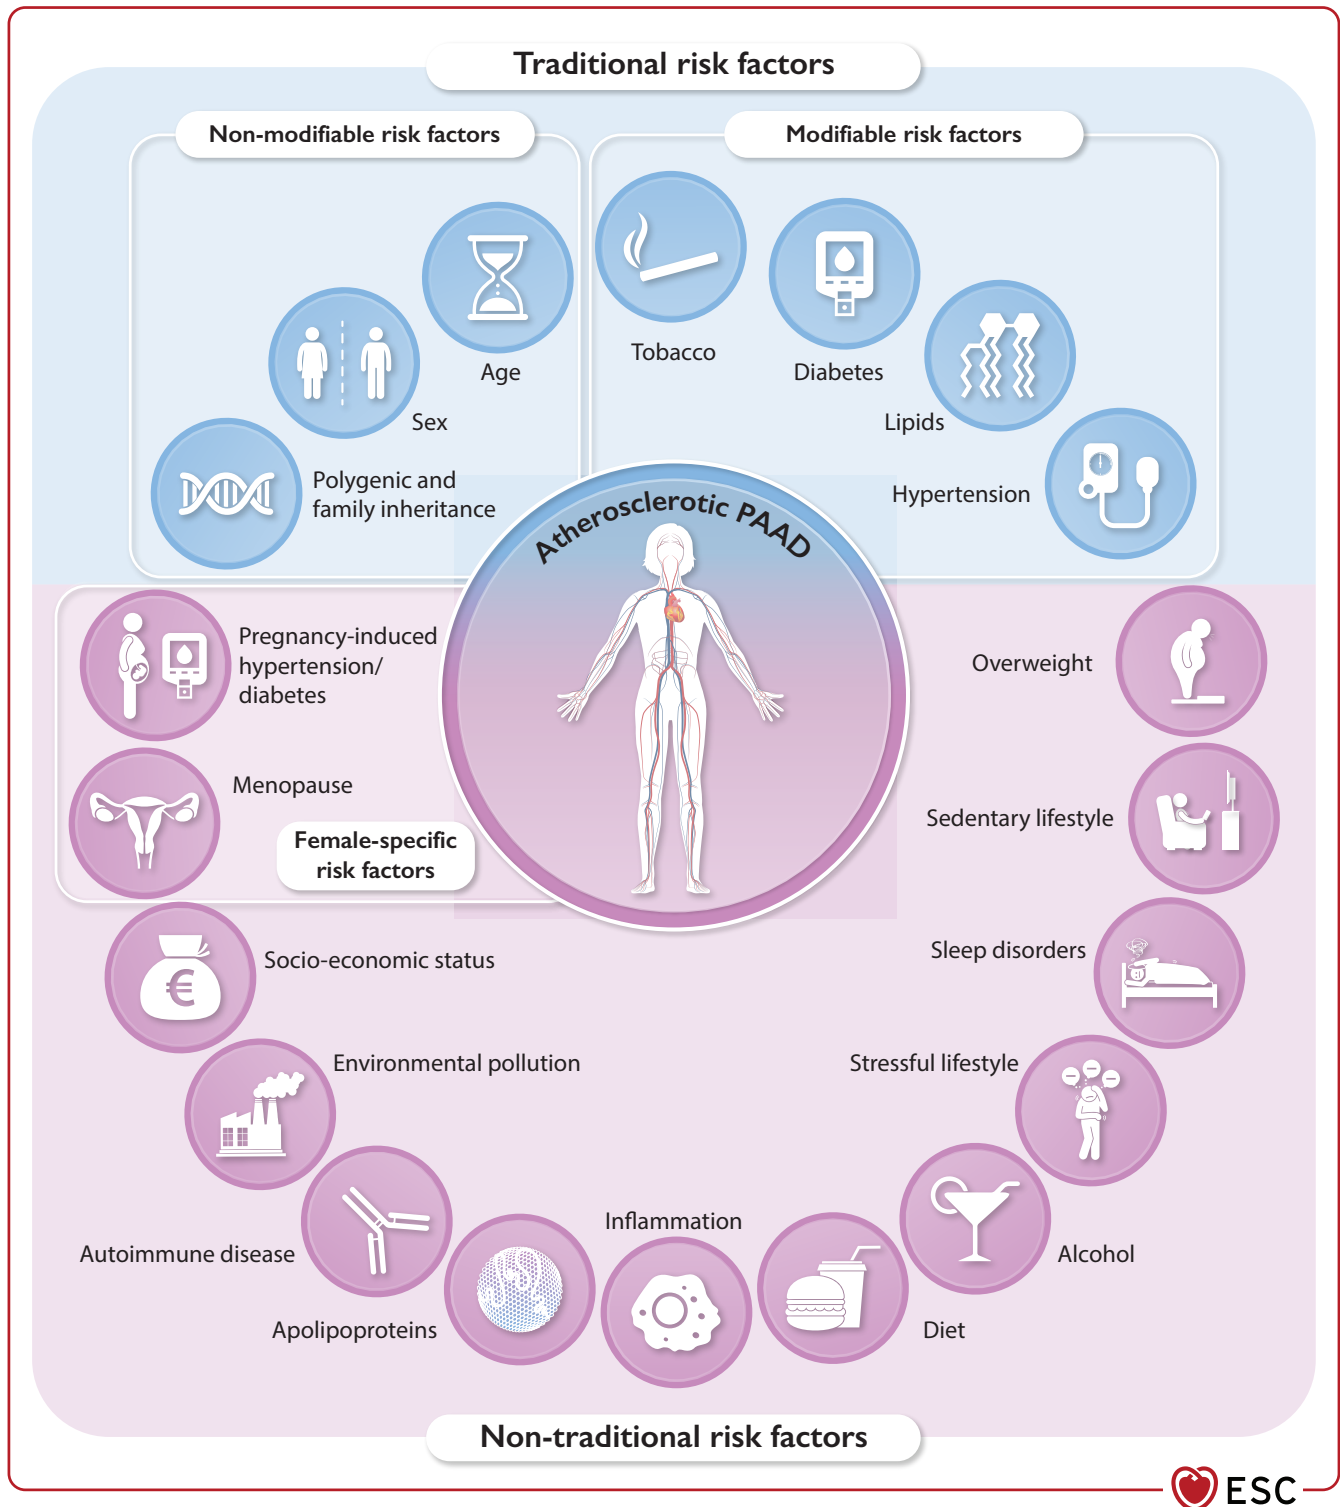 Traditional risk factors
Non-modifiable risk factors
Modifiable risk factors
Age
Sex
Polygenic and
family inheritance
Tobacco
Diabetes
Lipids
Hypertension
Atherosclerotic PAAD
Pregnancy-induced
hypertension/
diabetes
Menopause
Female-specific
risk factors
Overweight
Sedentary lifestyle
Sleep disorders
Stressful lifestyle
Alcohol
Diet
Inflammation
Apolipoproteins
Autoimmune disease
Environmental pollution
Socio-economic status
€
Non-traditional risk factors
ESC